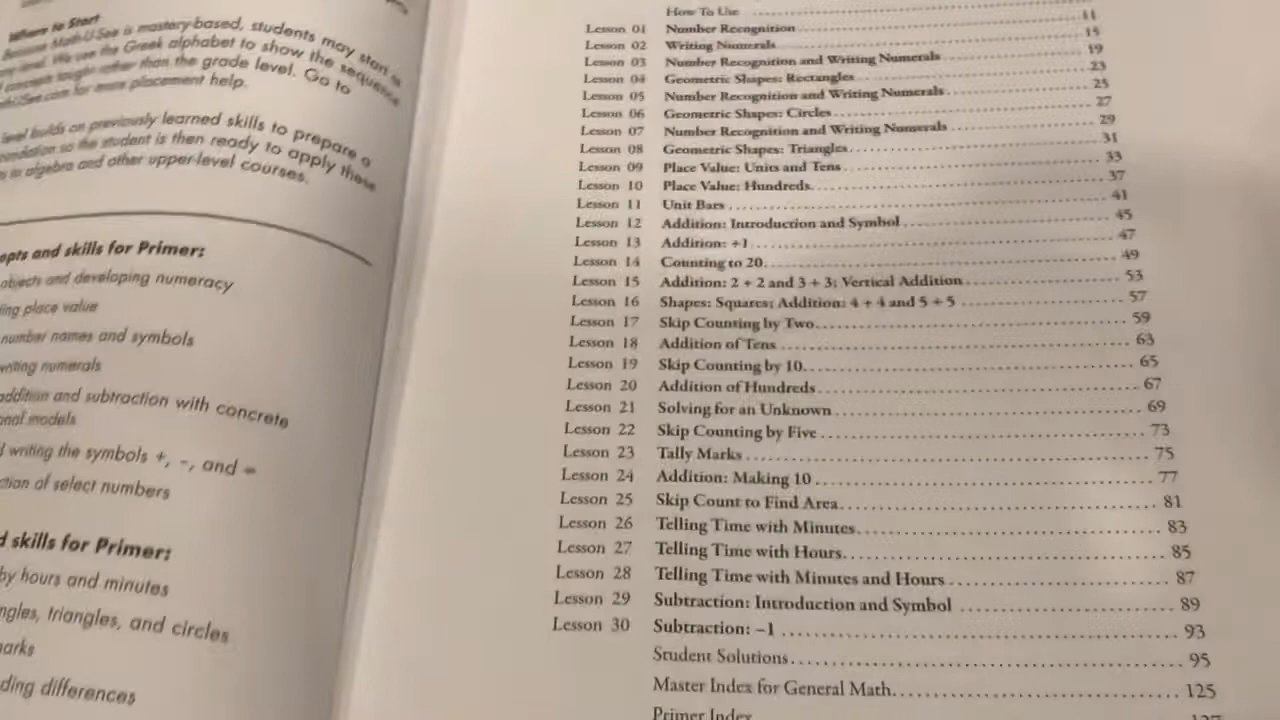 Where to Start
Because Math-U-See is mastery-based, students may start at
level. We use the Greek alphabet to show the sequence
concepts taught rather than the grade level. Go to
for more placement help.
level builds on previously learned skills to prepare a
so the student is then ready to apply these
in algebra and other upper-level courses.
and skills for Primer:
objects and developing numeracy
place value
number names and symbols
writing numerals
addition and subtraction with concrete
models
writing the symbols +, –, and =
of select numbers
skills for Primer:
by hours and minutes
triangles, and circles
differences
How To Use
Lesson 01 Number Recognition 11
Lesson 02 Writing Numerals 15
Lesson 03 Number Recognition and Writing Numerals 19
Lesson 04 Geometric Shapes: Rectangles 23
Lesson 05 Number Recognition and Writing Numerals 25
Lesson 06 Geometric Shapes: Circles 27
Lesson 07 Number Recognition and Writing Numerals 29
Lesson 08 Geometric Shapes: Triangles 31
Lesson 09 Place Value: Units and Tens 33
Lesson 10 Place Value: Hundreds 37
Lesson 11 Unit Bars 41
Lesson 12 Addition: Introduction and Symbol 45
Lesson 13 Addition: +1 47
Lesson 14 Counting to 20 49
Lesson 15 Addition: 2 + 2 and 3 + 3; Vertical Addition 53
Lesson 16 Shapes: Squares; Addition: 4 + 4 and 5 + 5 57
Lesson 17 Skip Counting by Two 59
Lesson 18 Addition of Tens 63
Lesson 19 Skip Counting by 10 65
Lesson 20 Addition of Hundreds 67
Lesson 21 Solving for an Unknown 69
Lesson 22 Skip Counting by Five 73
Lesson 23 Tally Marks 75
Lesson 24 Addition: Making 10 77
Lesson 25 Skip Count to Find Area 81
Lesson 26 Telling Time with Minutes 83
Lesson 27 Telling Time with Hours 85
Lesson 28 Telling Time with Minutes and Hours 87
Lesson 29 Subtraction: Introduction and Symbol 89
Lesson 30 Subtraction: –1 93
Student Solutions 95
Master Index for General Math 125
Primer Index